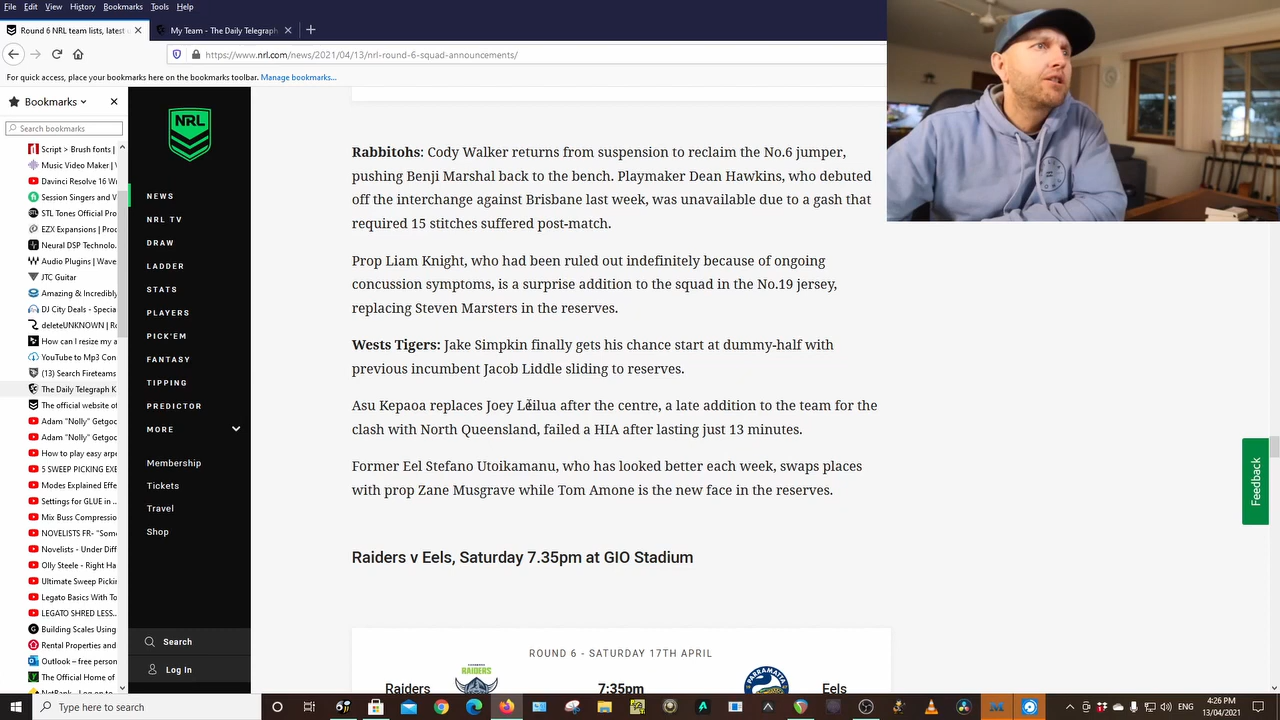 File Edit View History Bookmarks Tools Help
Round 6 NRL team lists, latest
My Team - The Daily Telegraph
https://www.nrl.com/news/2021/04/13/nrl-round-6-squad-announcements/
For quick access, place your bookmarks here on the bookmarks toolbar. Manage bookmarks...
Bookmarks
Search bookmarks
Script > Brush fonts |
Music Video Maker |
Davinci Resolve 16
Session Singers and
STL Tones Official Pro
EZX Expansions | Proc
Neural DSP Technolo.
Audio Plugins | Wave
JTC Guitar
Amazing & Incredibly
DJ City Deals - Specia
deleteUNKNOWN |
How can I resize my a
YouTube to Mp3 Con
(13) Search Fireteams
The Daily Telegraph K
The official website of
Adam "Nolly" Getgoo
Adam "Nolly" Getgoo
How to play easy arpe
5 SWEEP PICKING EXE
Modes Explained Effe
Settings for GLUE in ..
Mix Buss Compressio
NOVELISTS FR- "Som
Novelists - Under Diff
Olly Steele - Right Ha
Ultimate Sweep Picki
Legato Basics With To
LEGATO SHRED LESS..
Building Scales Using
Rental Properties and
Outlook – free person
The Official Home of
NetBank - Log on to
NRL
NEWS
NRL TV
DRAW
LADDER
STATS
PLAYERS
PICK'EM
FANTASY
TIPPING
PREDICTOR
MORE
Membership
Tickets
Travel
Shop
Search
Log In
Rabbitohs: Cody Walker returns from suspension to reclaim the No.6 jumper,
pushing Benji Marshal back to the bench. Playmaker Dean Hawkins, who debuted
off the interchange against Brisbane last week, was unavailable due to a gash that
required 15 stitches suffered post-match.
Prop Liam Knight, who had been ruled out indefinitely because of ongoing
concussion symptoms, is a surprise addition to the squad in the No.19 jersey,
replacing Steven Marsters in the reserves.
Wests Tigers: Jake Simpkin finally gets his chance start at dummy-half with
previous incumbent Jacob Liddle sliding to reserves.
Asu Kepaoa replaces Joey Leilua after the centre, a late addition to the team for the
clash with North Queensland, failed a HIA after lasting just 13 minutes.
Former Eel Stefano Utoikamanu, who has looked better each week, swaps places
with prop Zane Musgrave while Tom Amone is the new face in the reserves.
Raiders v Eels, Saturday 7.35pm at GIO Stadium
ROUND 6 - SATURDAY 17TH APRIL
Raiders
RAIDERS
7:35pm
PARRAMATTA
Eels
Feedback
Type here to search
4:26 PM
13/04/2021